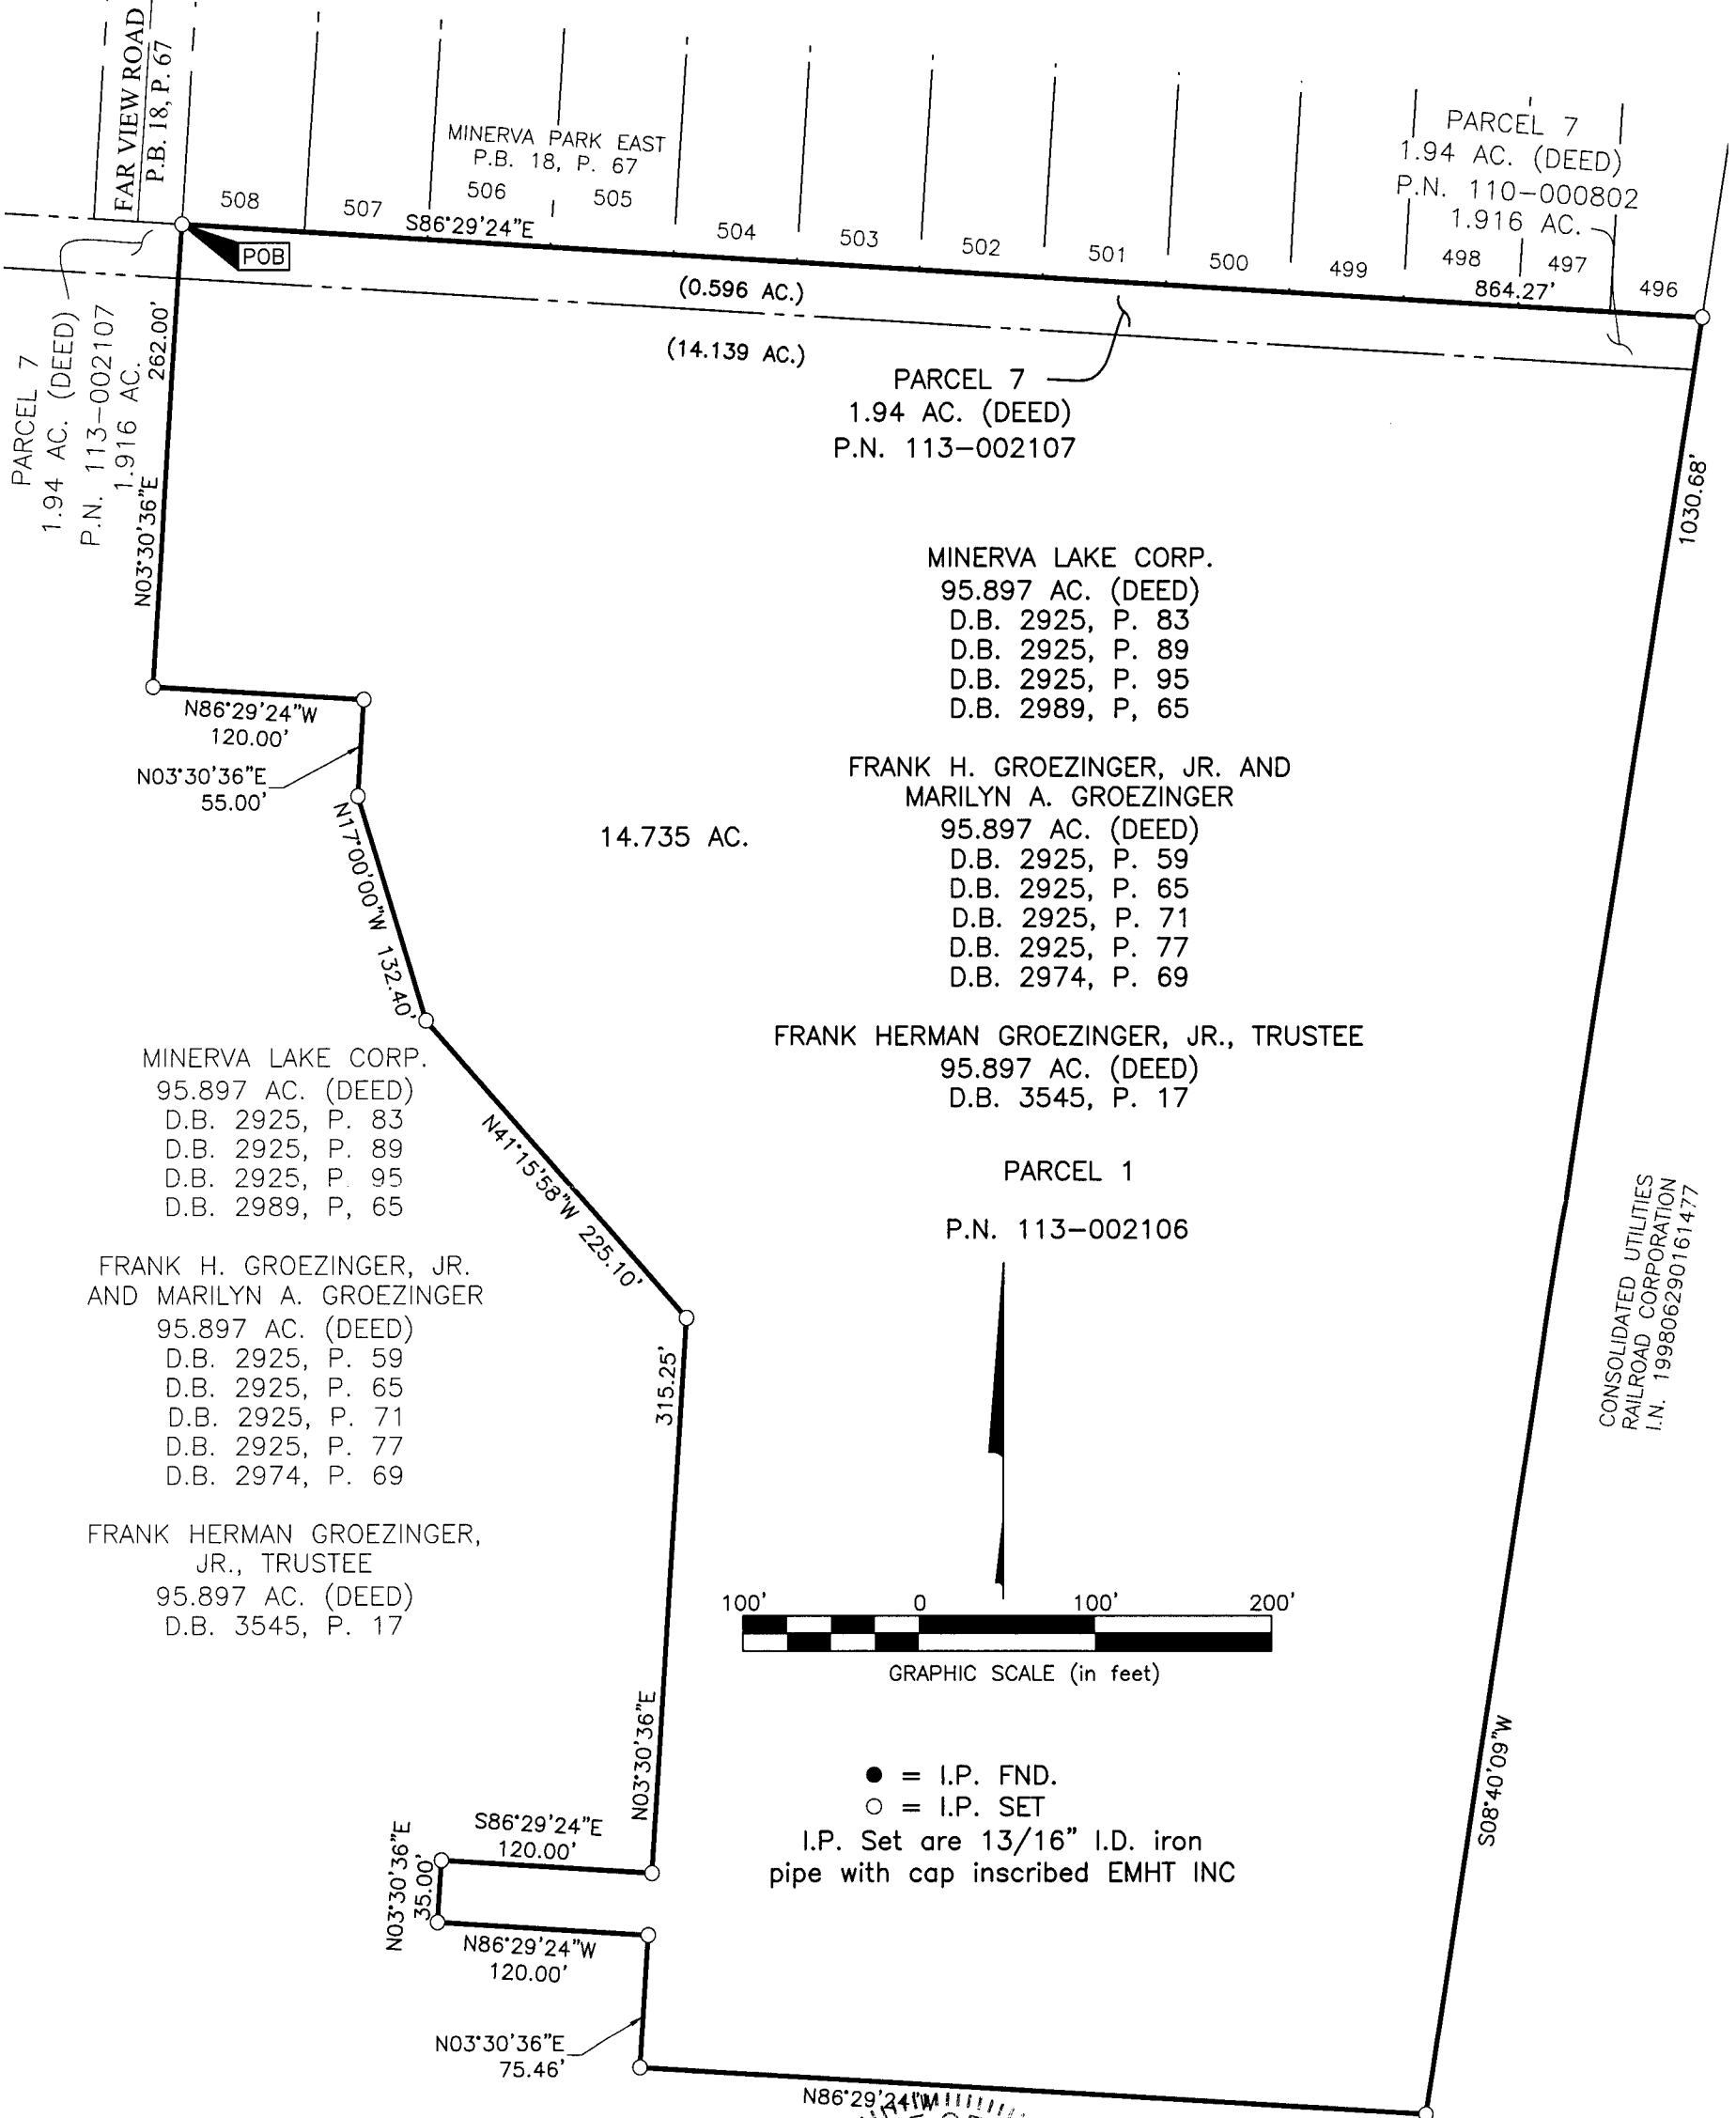 FAR VIEW ROAD
P.B. 18, P. 67
MINERVA PARK EAST
P.B. 18, P. 67
508
507
506
505
504
503
502
501
500
499
498
497
496
PARCEL 7
1.94 AC. (DEED)
P.N. 110-000802
1.916 AC.
S86°29'24"E
864.27'
POB
(0.596 AC.)
(14.139 AC.)
PARCEL 7
1.94 AC. (DEED)
P.N. 113-002107
PARCEL 7
1.94 AC. (DEED)
P.N. 113-002107
1.916 AC.
N03°30'36"E
262.00'
1030.68'
MINERVA LAKE CORP.
95.897 AC. (DEED)
D.B. 2925, P. 83
D.B. 2925, P. 89
D.B. 2925, P. 95
D.B. 2989, P, 65
FRANK H. GROEZINGER, JR. AND
MARILYN A. GROEZINGER
95.897 AC. (DEED)
D.B. 2925, P. 59
D.B. 2925, P. 65
D.B. 2925, P. 71
D.B. 2925, P. 77
D.B. 2974, P. 69
FRANK HERMAN GROEZINGER, JR., TRUSTEE
95.897 AC. (DEED)
D.B. 3545, P. 17
PARCEL 1
P.N. 113-002106
N86°29'24"W
120.00'
N03°30'36"E
55.00'
N17°00'00"W 132.40'
14.735 AC.
N41°15'58"W 225.10'
MINERVA LAKE CORP.
95.897 AC. (DEED)
D.B. 2925, P. 83
D.B. 2925, P. 89
D.B. 2925, P. 95
D.B. 2989, P, 65
FRANK H. GROEZINGER, JR.
AND MARILYN A. GROEZINGER
95.897 AC. (DEED)
D.B. 2925, P. 59
D.B. 2925, P. 65
D.B. 2925, P. 71
D.B. 2925, P. 77
D.B. 2974, P. 69
FRANK HERMAN GROEZINGER,
JR., TRUSTEE
95.897 AC. (DEED)
D.B. 3545, P. 17
315.25'
N03°30'36"E
CONSOLIDATED UTILITIES
RAILROAD CORPORATION
I.N. 199806290161477
100' 0 100' 200'
GRAPHIC SCALE (in feet)
S08°40'09"W
● = I.P. FND.
○ = I.P. SET
I.P. Set are 13/16" I.D. iron
pipe with cap inscribed EMHT INC
S86°29'24"E
120.00'
N03°30'36"E
35.00'
N86°29'24"W
120.00'
N03°30'36"E
75.46'
N86°29'24"W